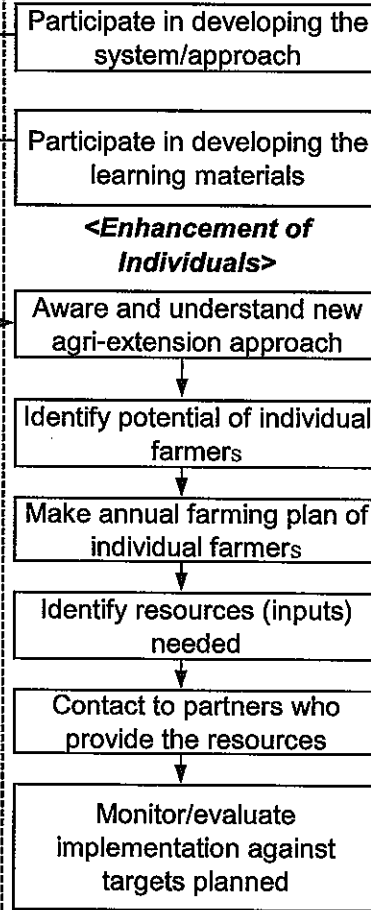 Participate in developing the
system/approach
Participate in developing the
learning materials
<Enhancement of
Individuals>
Aware and understand new
agri-extension approach
Identify potential of individual
farmers
Make annual farming plan of
individual farmers
Identify resources (inputs)
needed
Contact to partners who
provide the resources
Monitor/evaluate
implementation against
targets planned